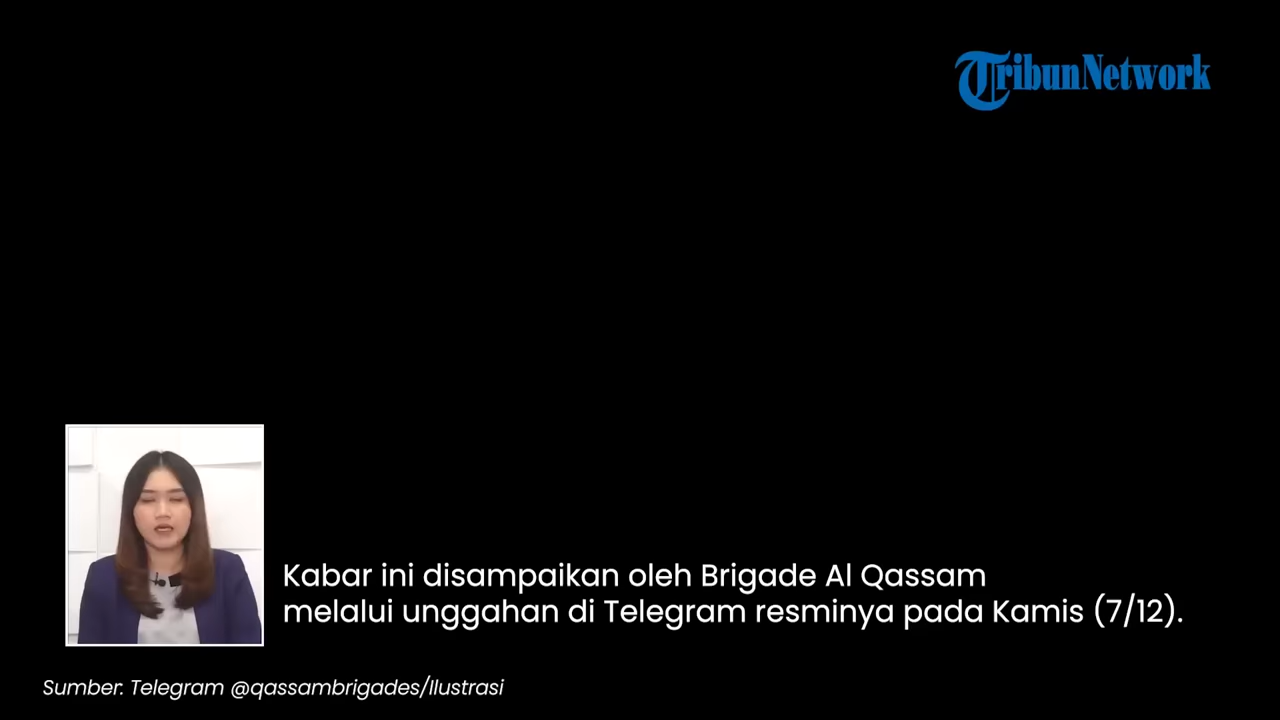 TribunNetwork
Kabar ini disampaikan oleh Brigade Al Qassam
melalui unggahan di Telegram resminya pada Kamis (7/12).
Sumber: Telegram @qassambrigades/Ilustrasi